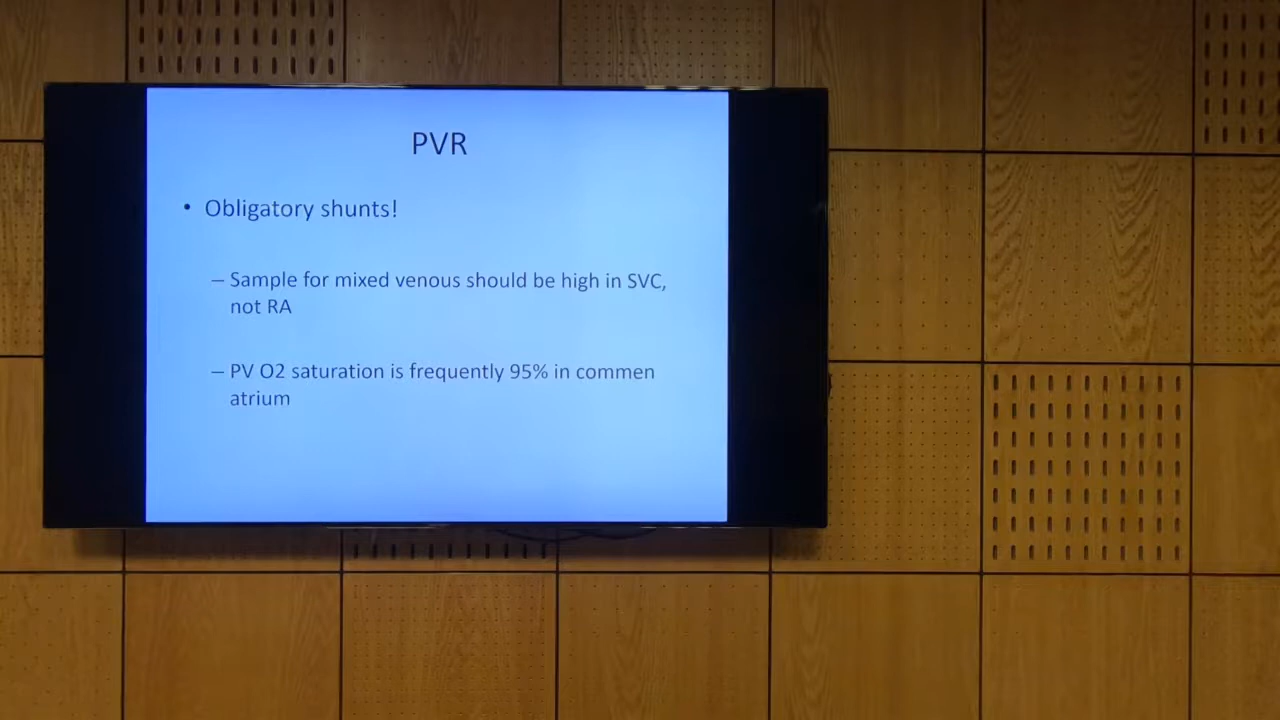 PVR
• Obligatory shunts!
– Sample for mixed venous should be high in SVC,
not RA
– PV O2 saturation is frequently 95% in commen
atrium